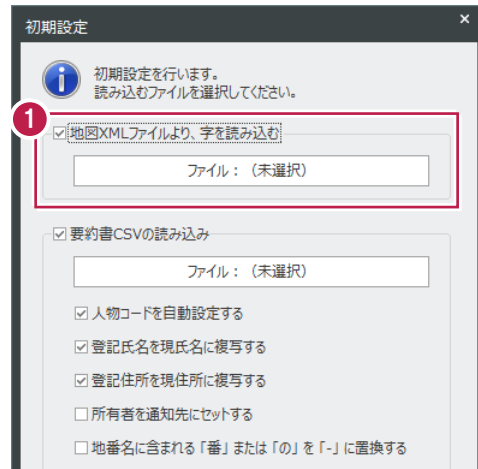 初期設定
×
初期設定を行います。
読み込むファイルを選択してください。
1
地図XMLファイルより、字を読み込む
ファイル：（未選択）
要約書CSVの読み込み
ファイル：（未選択）
人物コードを自動設定する
登記氏名を現氏名に複写する
登記住所を現住所に複写する
所有者を通知先にセットする
地番名に含まれる「番」または「の」を「-」に置換する